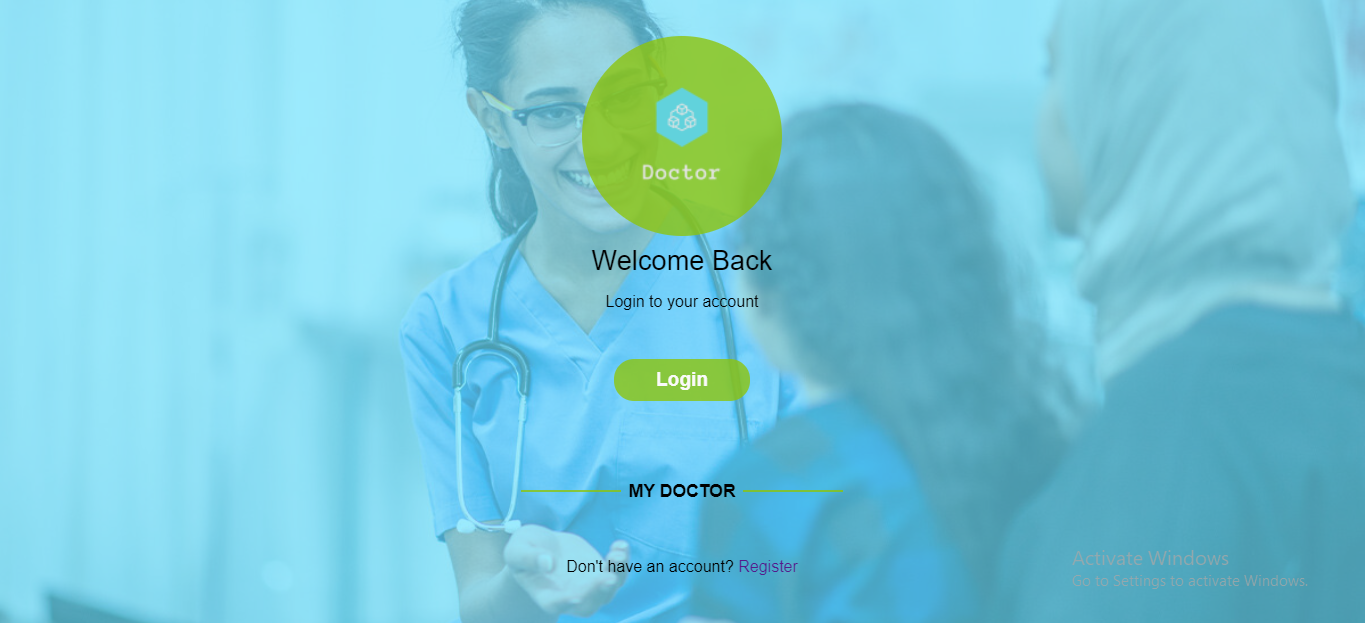 Doctor
Welcome Back
Login to your account
Login
MY DOCTOR
Don't have an account? Register
Activate Windows
Go to Settings to activate Windows.